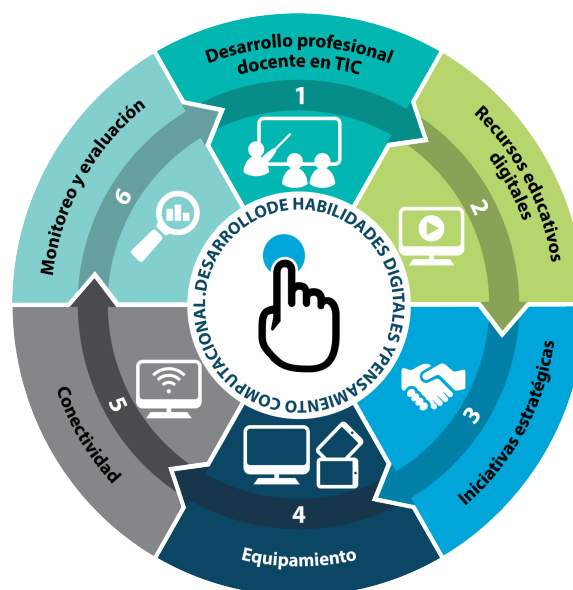 Desarrollo profesional
docente en TIC
1
Recursos educativos
digitales
2
Iniciativas estratégicas
3
Equipamiento
4
Conectividad
5
Monitoreo y evaluación
6
DESARROLLODE HABILIDADES DIGITALES YPENSAMIENTO COMPUTACIONAL.